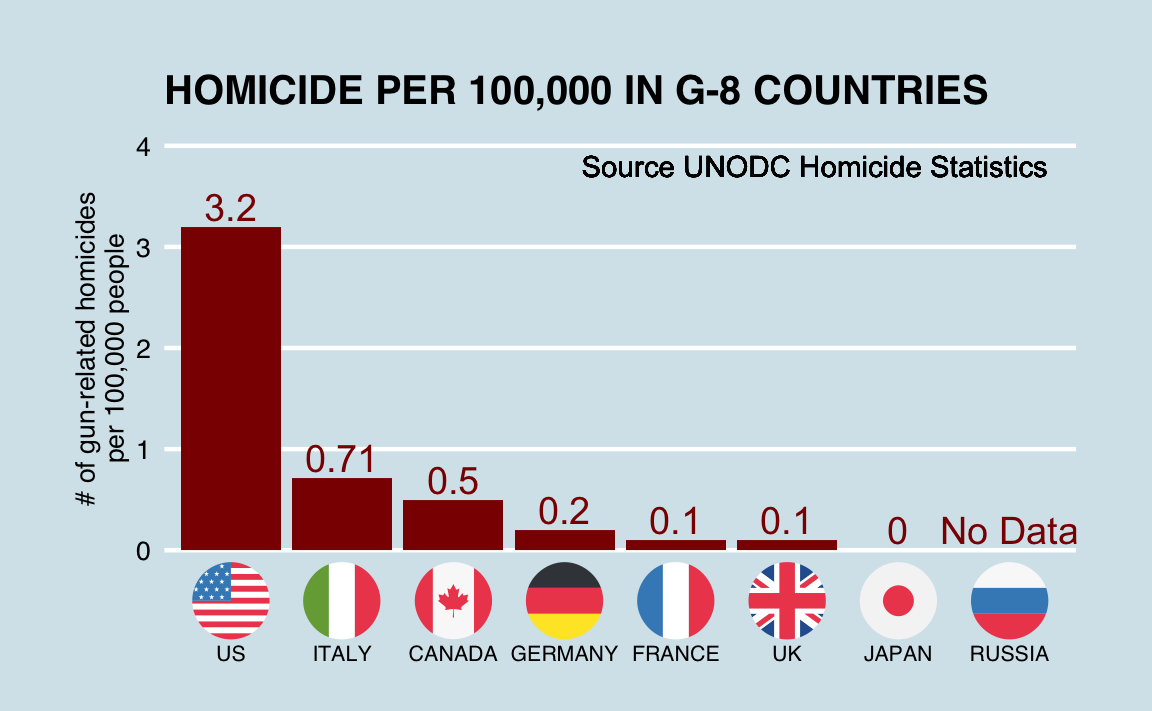 HOMICIDE PER 100,000 IN G-8 COUNTRIES
Source UNODC Homicide Statistics
# of gun-related homicides
per 100,000 people
4
3
2
1
0
3.2
0.71
0.5
0.2
0.1
0.1
0
No Data
US
ITALY
CANADA
GERMANY
FRANCE
UK
JAPAN
RUSSIA